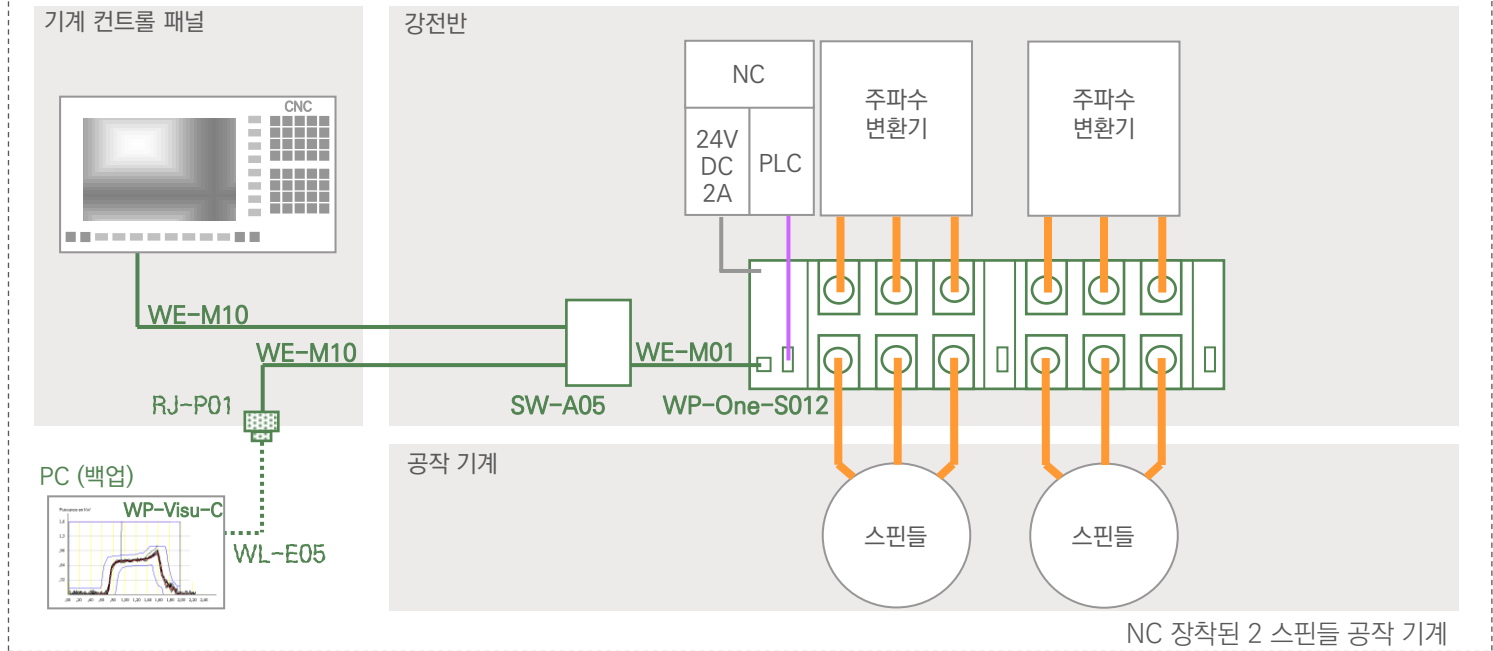 기계 컨트롤 패널
강전반
CNC
NC
24V
DC
2A
PLC
주파수
변환기
주파수
변환기
WE-M10
WE-M10
WE-M01
RJ-P01
SW-A05
WP-One-S012
공작 기계
PC (백업)
WP-Visu-C
WL-E05
스핀들
스핀들
NC 장착된 2 스핀들 공작 기계